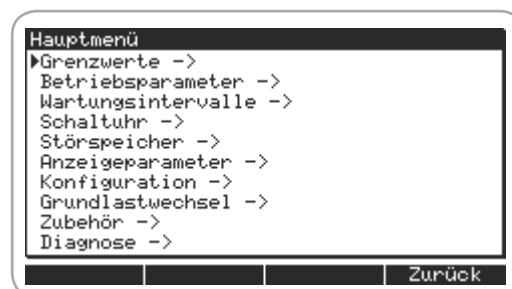 Hauptmenü
Grenzwerte ->
Betriebsparameter ->
Wartungsintervalle ->
Schaltuhr ->
Störspeicher ->
Anzeigeparameter ->
Konfiguration ->
Grundlastwechsel ->
Zubehör ->
Diagnose ->
Zurück